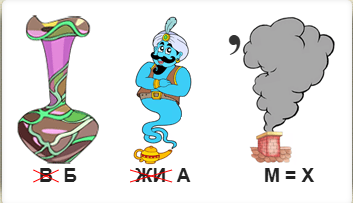 ,
В Б ЖИ А М = Х